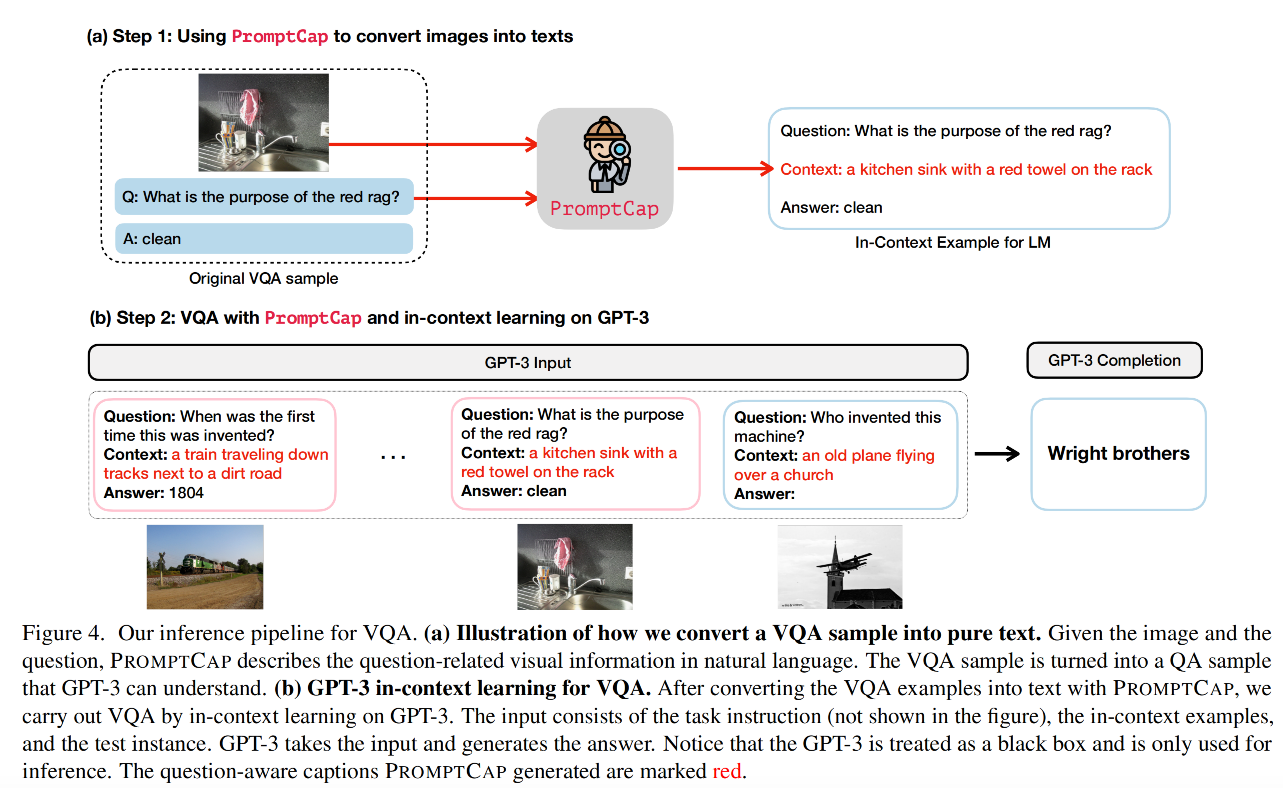 (a) Step 1: Using PromptCap to convert images into texts
Q: What is the purpose of the red rag?
A: clean
Original VQA sample
PromptCap
Question: What is the purpose of the red rag?
Context: a kitchen sink with a red towel on the rack
Answer: clean
In-Context Example for LM
(b) Step 2: VQA with PromptCap and in-context learning on GPT-3
GPT-3 Input
GPT-3 Completion
Question: When was the first
time this was invented?
Context: a train traveling down
tracks next to a dirt road
Answer: 1804
...
Question: What is the purpose
of the red rag?
Context: a kitchen sink with a
red towel on the rack
Answer: clean
Question: Who invented this
machine?
Context: an old plane flying
over a church
Answer:
Wright brothers
Figure 4. Our inference pipeline for VQA. (a) Illustration of how we convert a VQA sample into pure text. Given the image and the
question, PROMPTCAP describes the question-related visual information in natural language. The VQA sample is turned into a QA sample
that GPT-3 can understand. (b) GPT-3 in-context learning for VQA. After converting the VQA examples into text with PROMPTCAP, we
carry out VQA by in-context learning on GPT-3. The input consists of the task instruction (not shown in the figure), the in-context examples,
and the test instance. GPT-3 takes the input and generates the answer. Notice that the GPT-3 is treated as a black box and is only used for
inference. The question-aware captions PROMPTCAP generated are marked red.